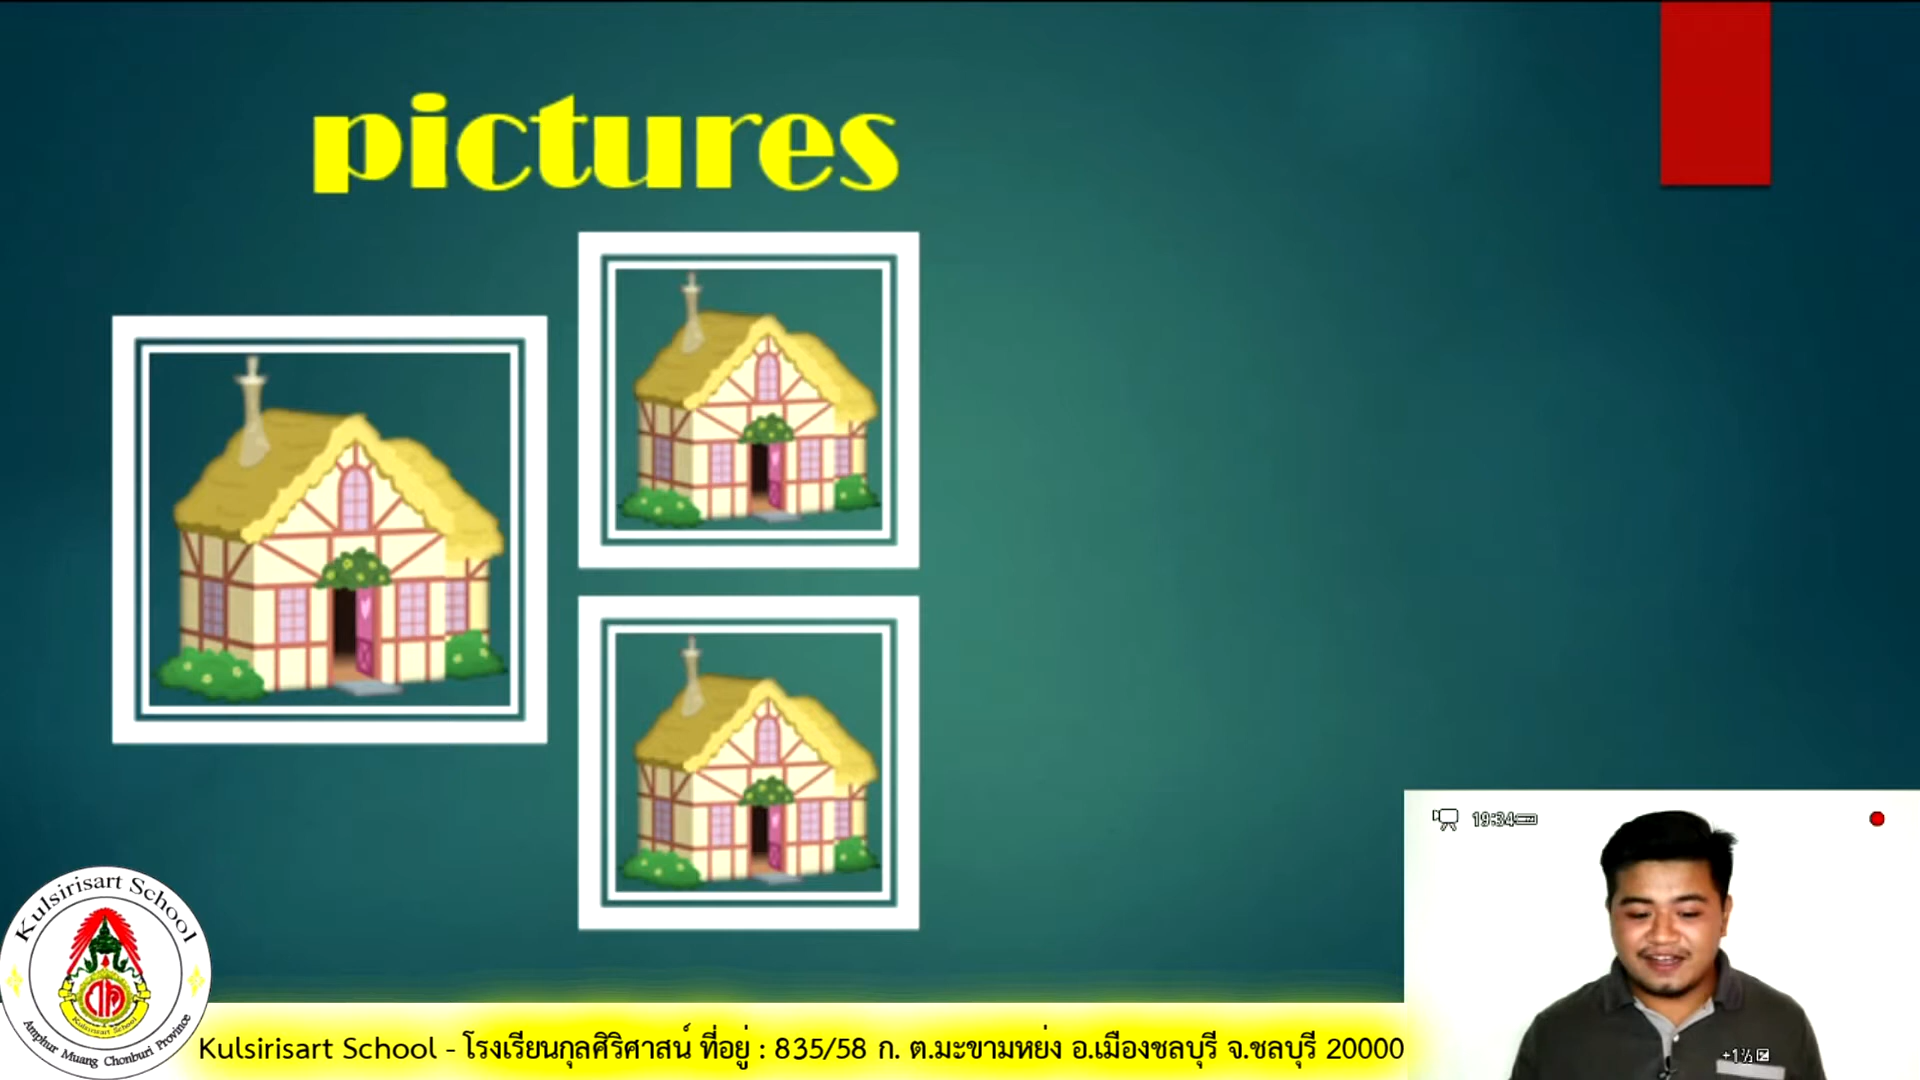 pictures
19:34
Kulsirisart School
Kulsirisart School
Amphur Muang Chonburi Province
Kulsirisart School - โรงเรียนกุลศิริศาสน์ ที่อยู่ : 835/58 ก. ต.มะขามหย่ง อ.เมืองชลบุรี จ.ชลบุรี 20000